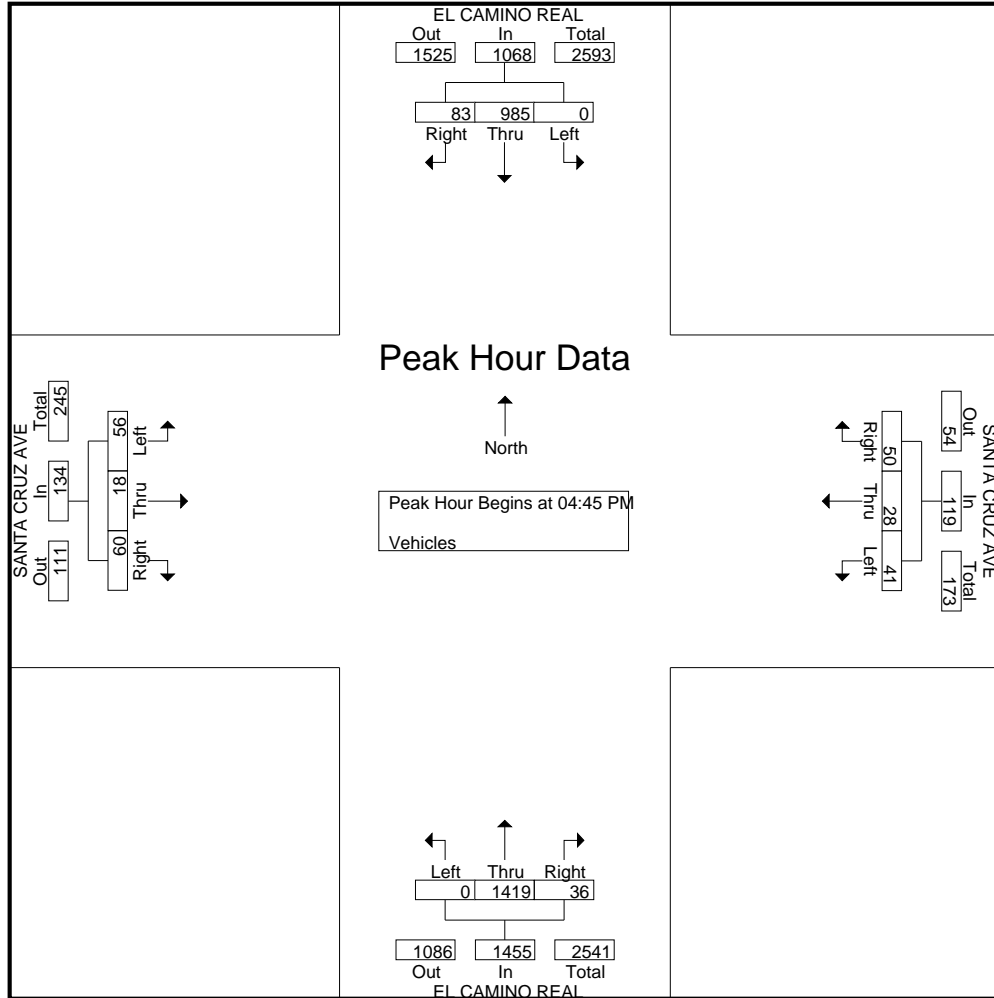 EL CAMINO REAL
Out In Total
1525 1068 2593
83 985 0
Right Thru Left
Peak Hour Data
North
Peak Hour Begins at 04:45 PM
Vehicles
SANTA CRUZ AVE
Total In Out
245 134 111
56 18 60
Left Thru Right
SANTA CRUZ AVE
Out In Total
54 119 173
50 28 41
Right Thru Left
Left Thru Right
0 1419 36
1086 1455 2541
Out In Total
EL CAMINO REAL